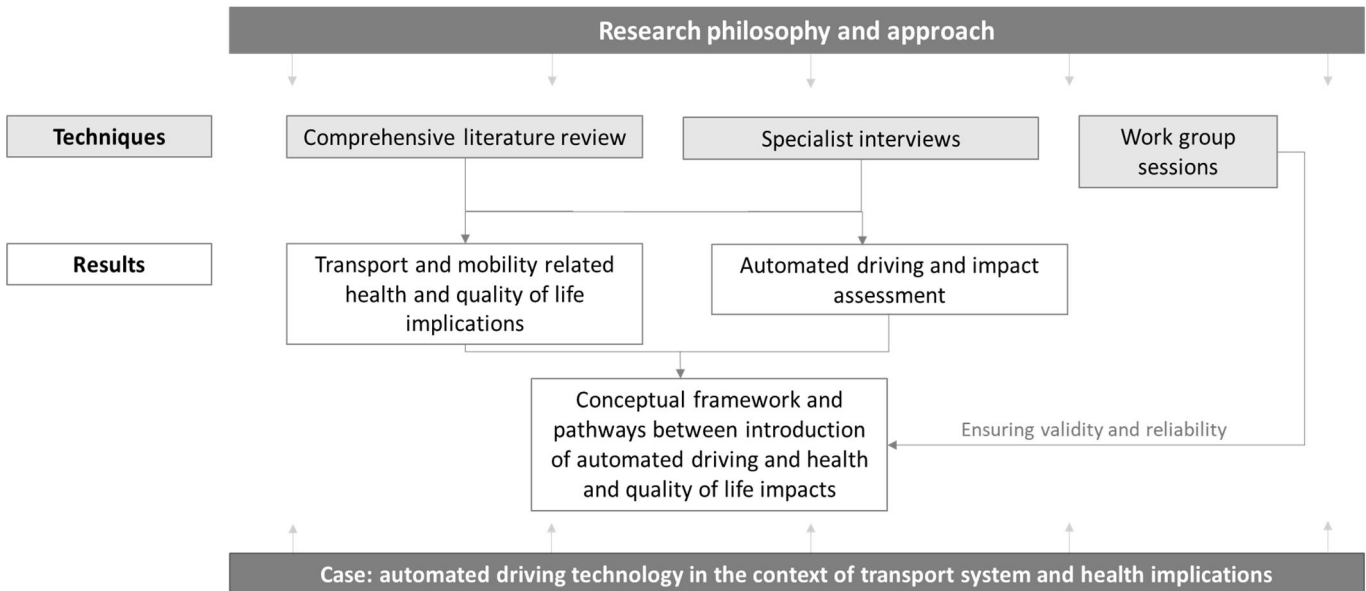 Research philosophy and approach
Techniques
Comprehensive literature review
Specialist interviews
Work group
sessions
Results
Transport and mobility related
health and quality of life
implications
Automated driving and impact
assessment
Conceptual framework and
pathways between introduction
of automated driving and health
and quality of life impacts
Ensuring validity and reliability
Case: automated driving technology in the context of transport system and health implications